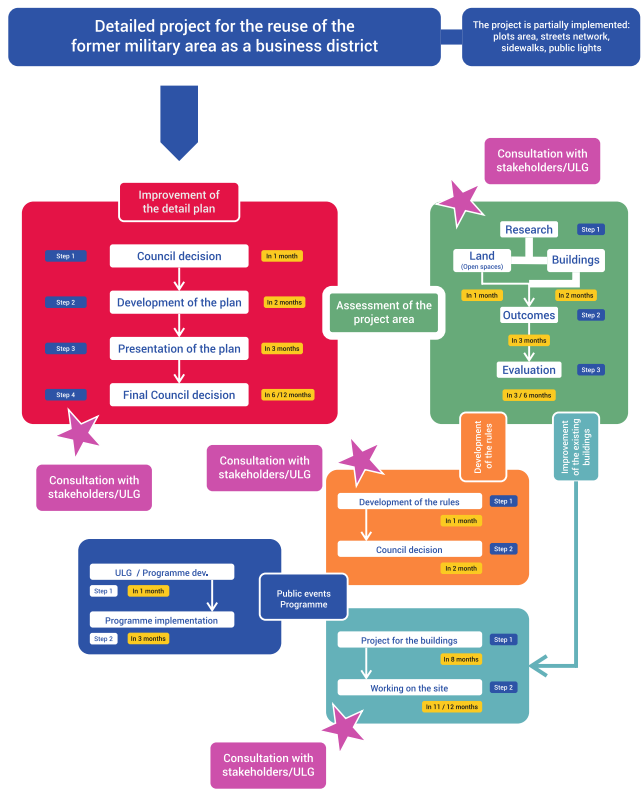 Detailed project for the reuse of the
former military area as a business district
The project is partially implemented:
plots area, streets network,
sidewalks, public lights
Improvement of
the detail plan
Step 1
Council decision
In 1 month
Step 2
Development of the plan
In 2 months
Step 3
Presentation of the plan
In 3 months
Step 4
Final Council decision
In 6 /12 months
Consultation with
stakeholders/ULG
Assessment of the
project area
Consultation with
stakeholders/ULG
Research
Step 1
Land
(Open spaces)
Buildings
In 1 month
In 2 months
Outcomes
Step 2
In 3 months
Evaluation
Step 3
In 3 / 6 months
Development
of the rules
Improvement
of the existing
buildings
Consultation with
stakeholders/ULG
Development of the rules
Step 1
In 1 month
Council decision
Step 2
In 2 month
ULG / Programme dev.
Step 1
In 1 month
Programme implementation
Step 2
In 3 months
Public events
Programme
Project for the buildings
Step 1
In 8 months
Working on the site
Step 2
In 11 / 12 months
Consultation with
stakeholders/ULG